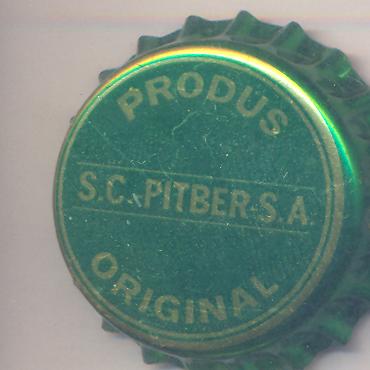 PRODUS
S.C. PITBER-S.A.
ORIGINAL